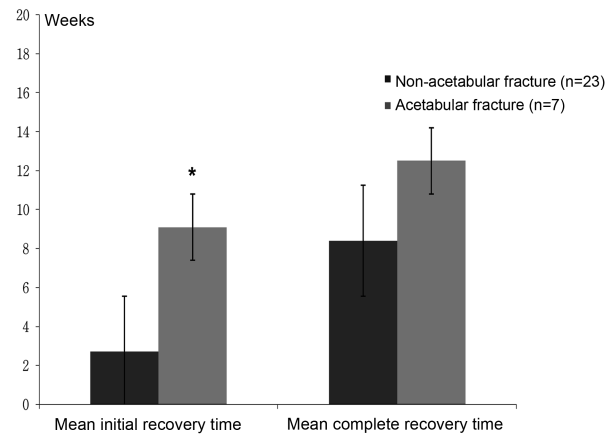 20
Weeks
18
16
Non-acetabular fracture (n=23)
Acetabular fracture (n=7)
14
12
*
10
8
6
4
2
0
Mean initial recovery time
Mean complete recovery time